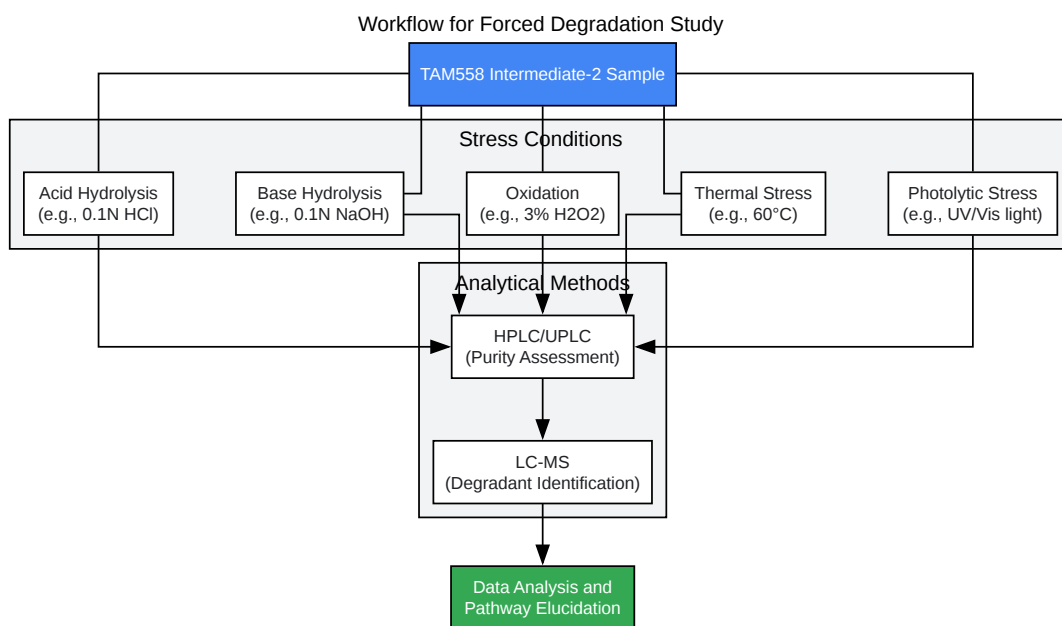 Workflow for Forced Degradation Study
TAM558 Intermediate-2 Sample
Stress Conditions
Acid Hydrolysis
(e.g., 0.1N HCl)
Base Hydrolysis
(e.g., 0.1N NaOH)
Oxidation
(e.g., 3% H2O2)
Thermal Stress
(e.g., 60°C)
Photolytic Stress
(e.g., UV/Vis light)
Analytical Methods
HPLC/UPLC
(Purity Assessment)
LC-MS
(Degradant Identification)
Data Analysis and
Pathway Elucidation